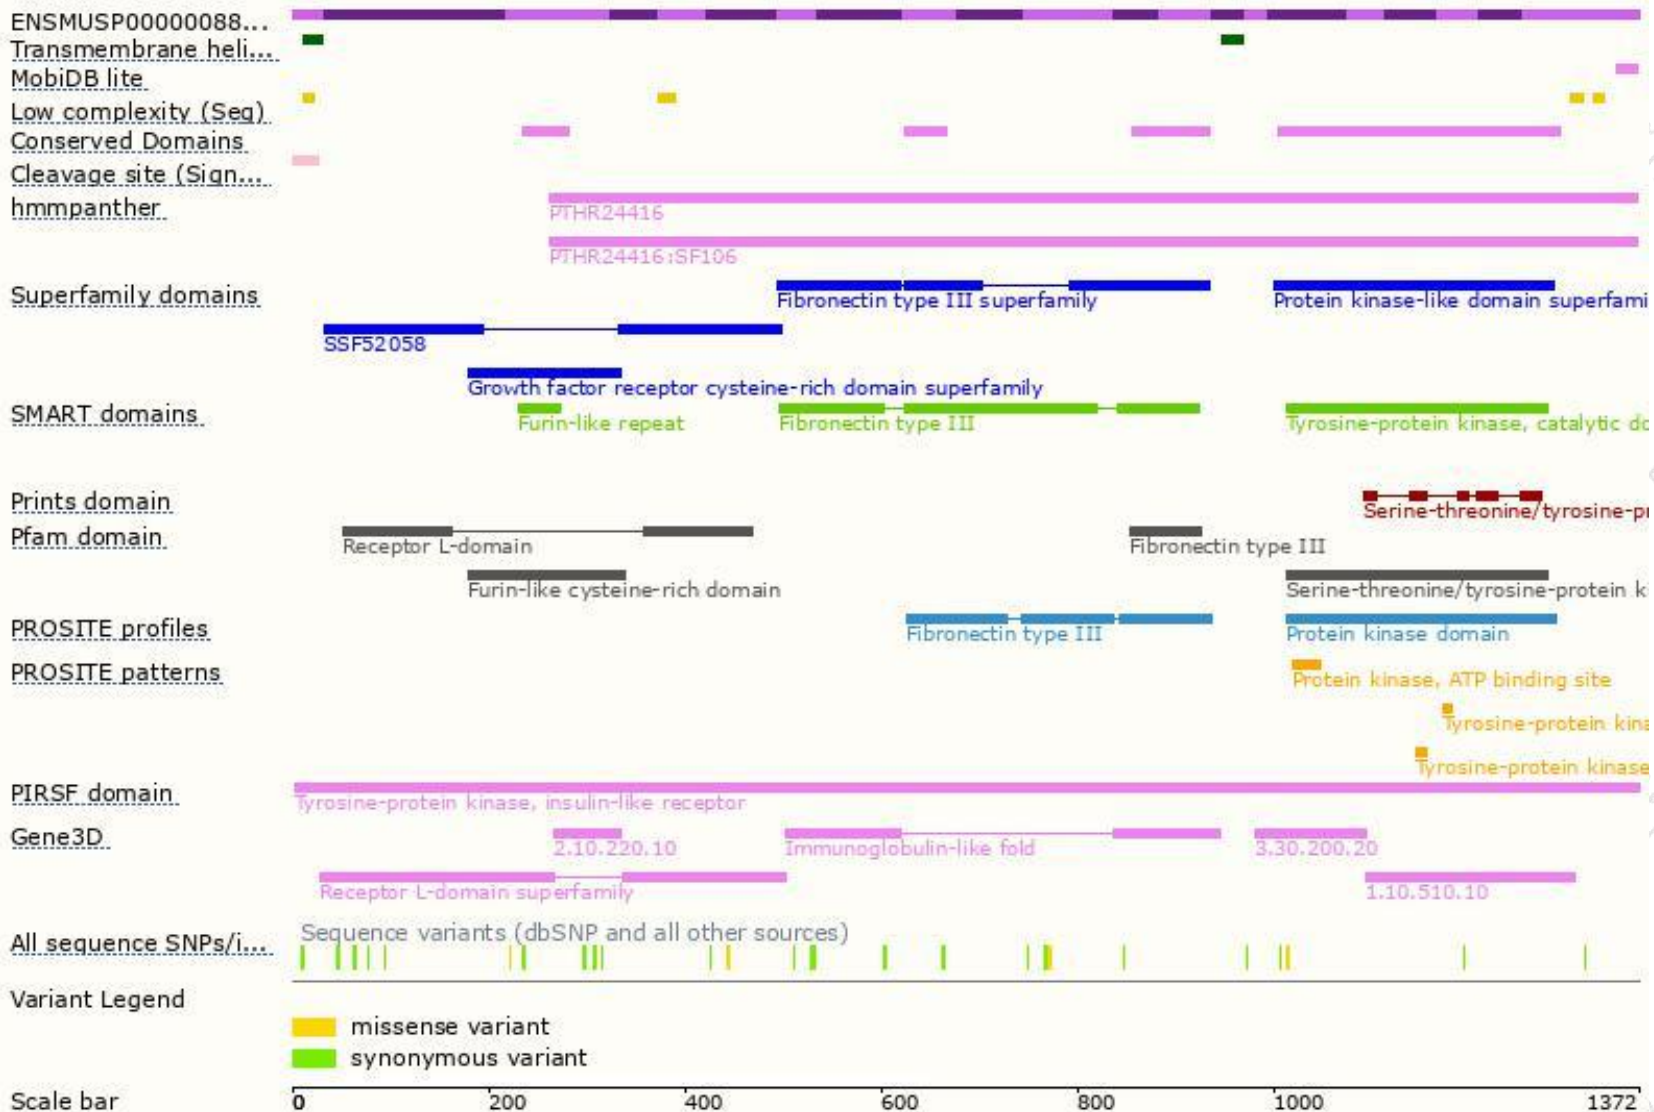 ENSMUSP00000088...
Transmembrane heli...
MobiDB lite
Low complexity (Seg)
Conserved Domains
Cleavage site (Sign...
hmmpanther
PTHR24416
PTHR24416:SF106
Superfamily domains
Fibronectin type III superfamily
Protein kinase-like domain superfami
SSF52058
Growth factor receptor cysteine-rich domain superfamily
SMART domains
Furin-like repeat
Fibronectin type III
Tyrosine-protein kinase, catalytic do
Prints domain
Serine-threonine/tyrosine-pr
Pfam domain
Receptor L-domain
Fibronectin type III
Furin-like cysteine-rich domain
Serine-threonine/tyrosine-protein k
PROSITE profiles
Fibronectin type III
Protein kinase domain
PROSITE patterns
Protein kinase, ATP binding site
Tyrosine-protein kina
Tyrosine-protein kinase
PIRSF domain
Tyrosine-protein kinase, insulin-like receptor
Gene3D
2.10.220.10
Immunoglobulin-like fold
3.30.200.20
Receptor L-domain superfamily
1.10.510.10
All sequence SNPs/i...
Sequence variants (dbSNP and all other sources)
Variant Legend
missense variant
synonymous variant
Scale bar
0 200 400 600 800 1000 1372